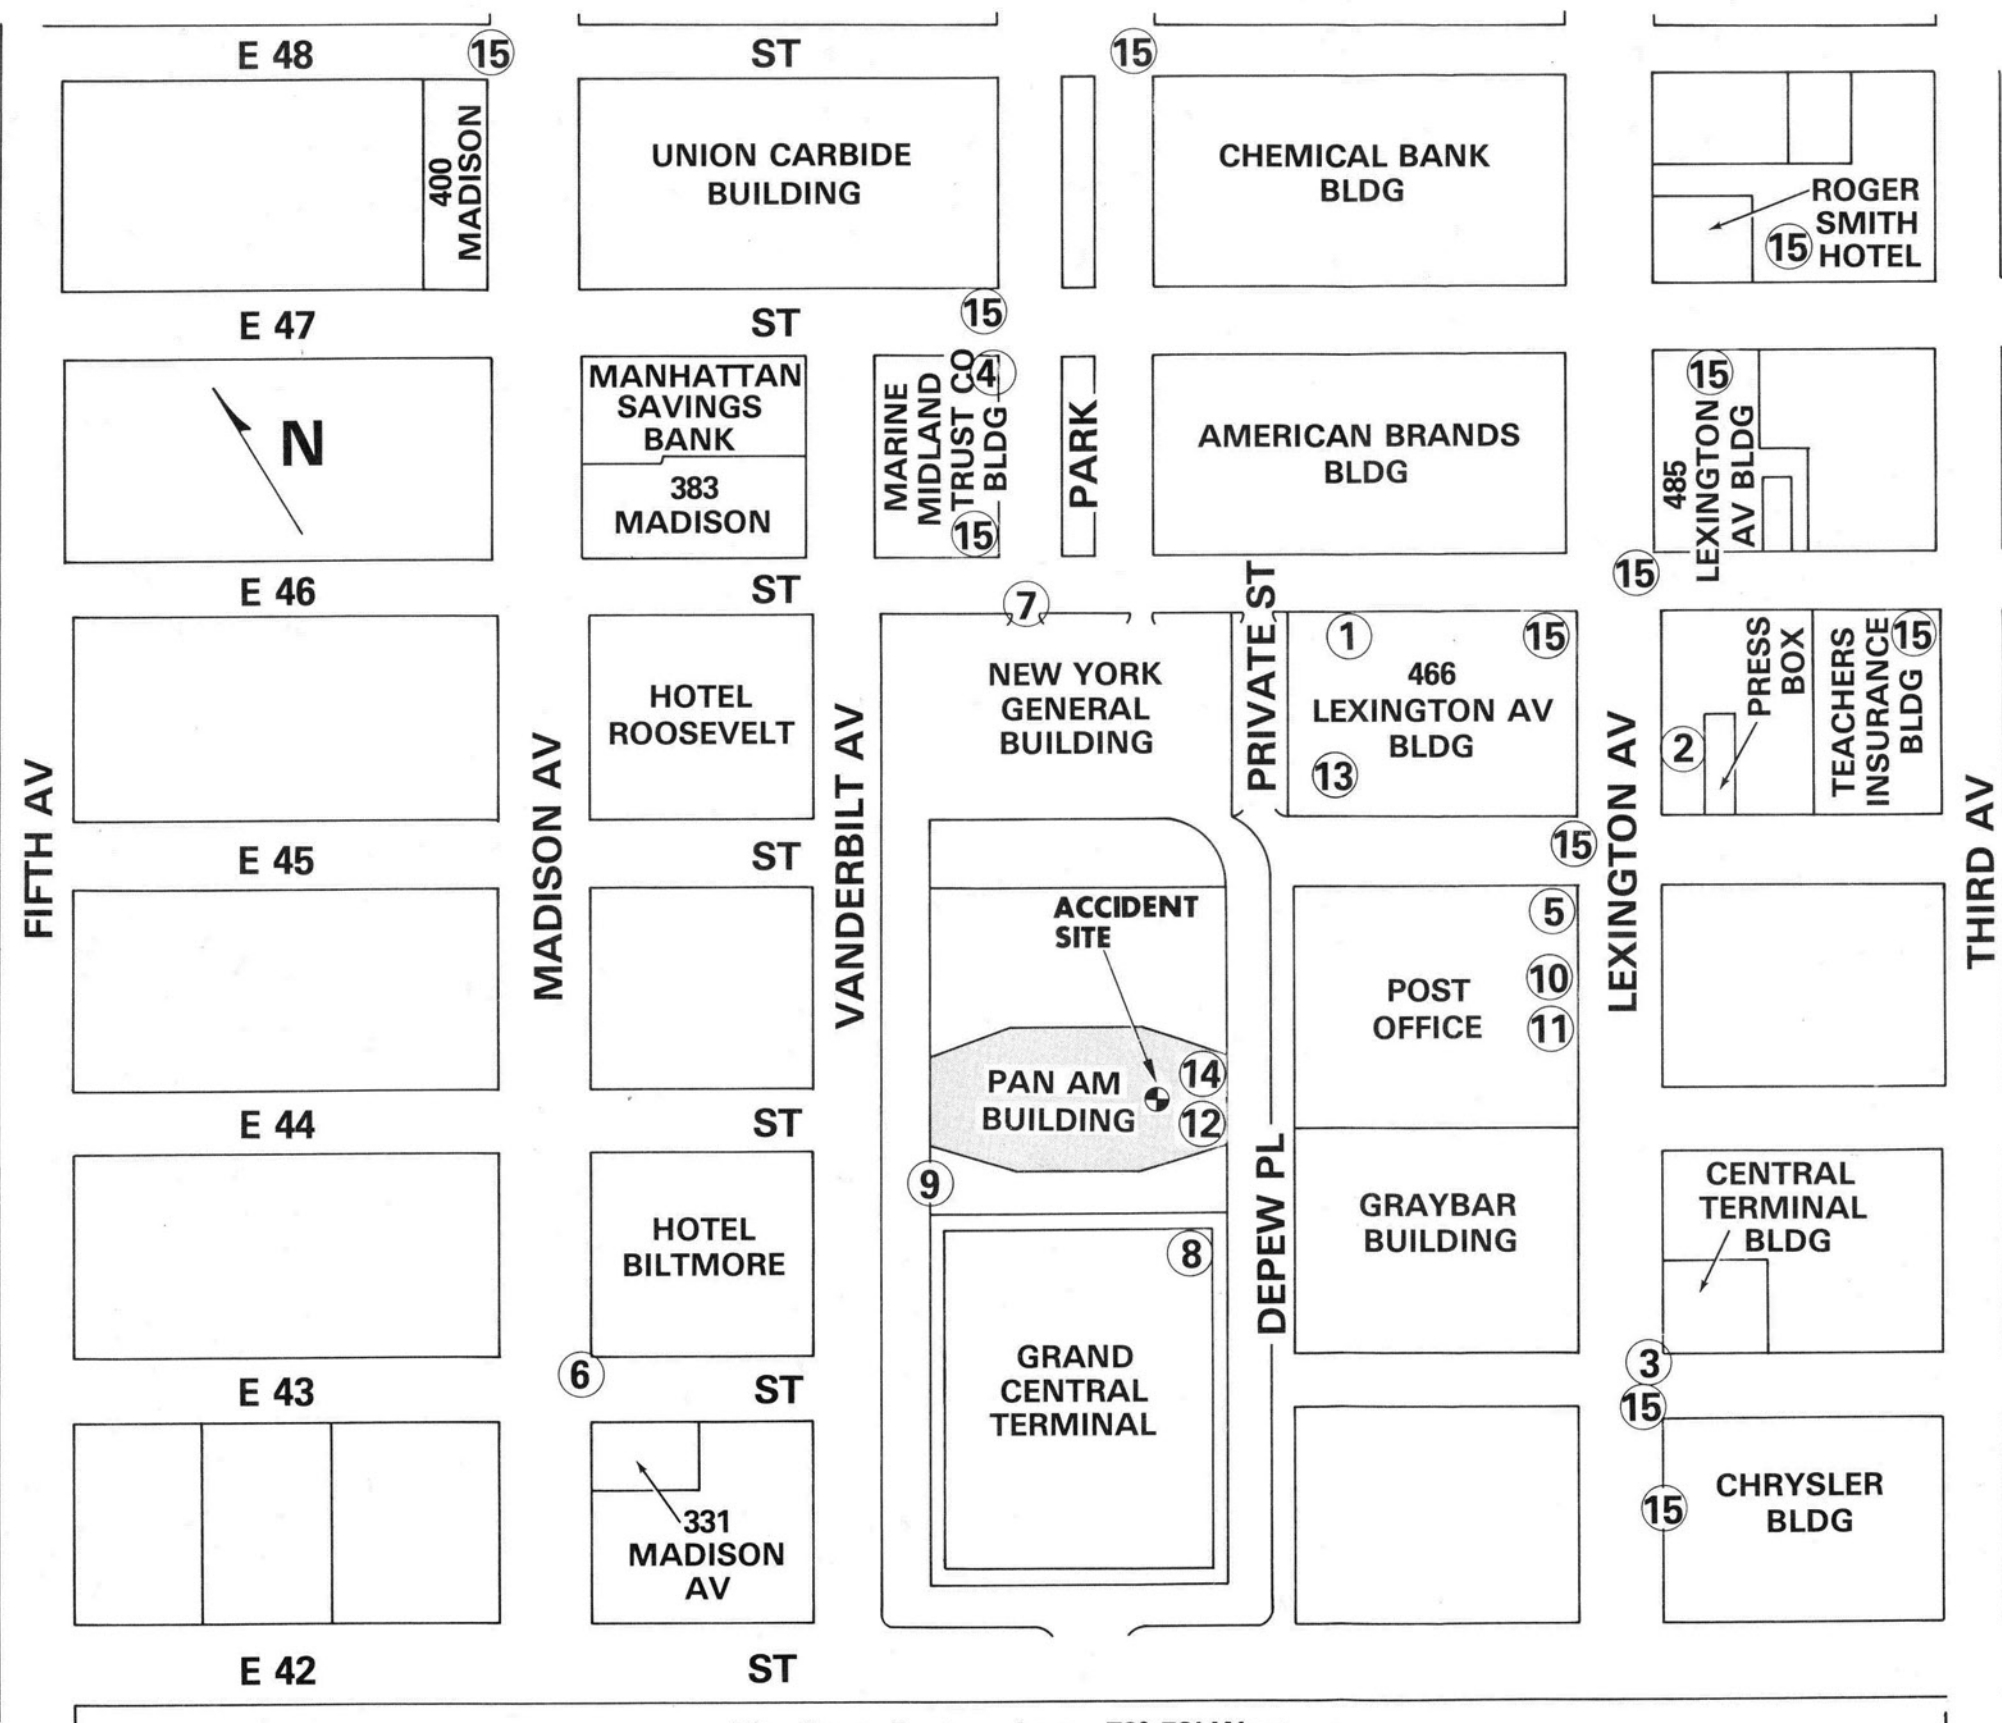 E 48
15
ST
15
400
MADISON
UNION CARBIDE
BUILDING
CHEMICAL BANK
BLDG
ROGER
SMITH
HOTEL
15
E 47
ST
15
N
MANHATTAN
SAVINGS
BANK
383
MADISON
MARINE
MIDLAND
TRUST CO
BLDG
4
15
PARK
AMERICAN BRANDS
BLDG
15
485
LEXINGTON
AV BLDG
E 46
ST
15
7
PRIVATE ST
HOTEL
ROOSEVELT
NEW YORK
GENERAL
BUILDING
1
15
466
LEXINGTON AV
BLDG
13
PRESS
BOX
2
TEACHERS
INSURANCE
BLDG
15
FIFTH AV
MADISON AV
VANDERBILT AV
LEXINGTON AV
THIRD AV
E 45
ST
15
ACCIDENT
SITE
5
10
11
POST
OFFICE
PAN AM
BUILDING
14
12
E 44
ST
DEPEW PL
9
8
HOTEL
BILTMORE
GRAYBAR
BUILDING
CENTRAL
TERMINAL
BLDG
GRAND
CENTRAL
TERMINAL
3
6
E 43
ST
15
331
MADISON
AV
CHRYSLER
BLDG
15
E 42
ST